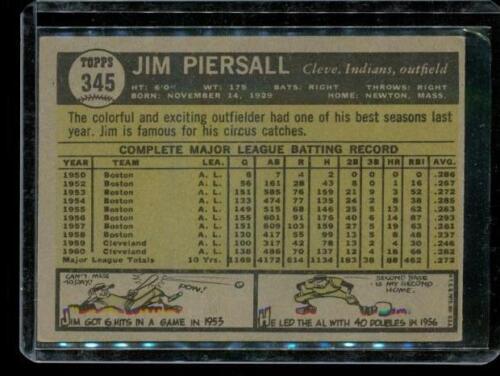 TOPPS
345
JIM PIERSALL Cleve. Indians, outfield
HT: 6'0" WT: 175 BATS: RIGHT THROWS: RIGHT
BORN: NOVEMBER 14, 1929 HOME: NEWTON, MASS.
The colorful and exciting outfielder had one of his best seasons last
year. Jim is famous for his circus catches.
COMPLETE MAJOR LEAGUE BATTING RECORD
YEAR TEAM LEA. G AB R H 2B 3B HR RBI AVG.
1950 Boston A. L. 6 7 4 2 0 0 0 0 .286
1952 Boston A. L. 56 161 28 43 8 0 1 16 .267
1953 Boston A. L. 151 585 76 159 21 9 3 52 .272
1954 Boston A. L. 133 474 77 135 24 2 8 38 .285
1955 Boston A. L. 149 515 68 146 25 5 13 62 .283
1956 Boston A. L. 155 601 91 176 40 6 14 87 .293
1957 Boston A. L. 151 609 103 159 27 5 19 63 .261
1958 Boston A. L. 130 417 55 99 13 5 8 48 .237
1959 Cleveland A. L. 100 317 42 78 13 2 4 30 .246
1960 Cleveland A. L. 138 486 70 137 12 4 18 66 .282
Major League Totals 10 Yrs. 1169 4172 614 1134 183 38 88 462 .272
CAN'T MISS
TODAY!
POW!
JIM GOT 6 HITS IN A GAME IN 1953
SECOND BASE
IS MY SECOND
HOME.
HE LED THE AL WITH 40 DOUBLES IN 1956